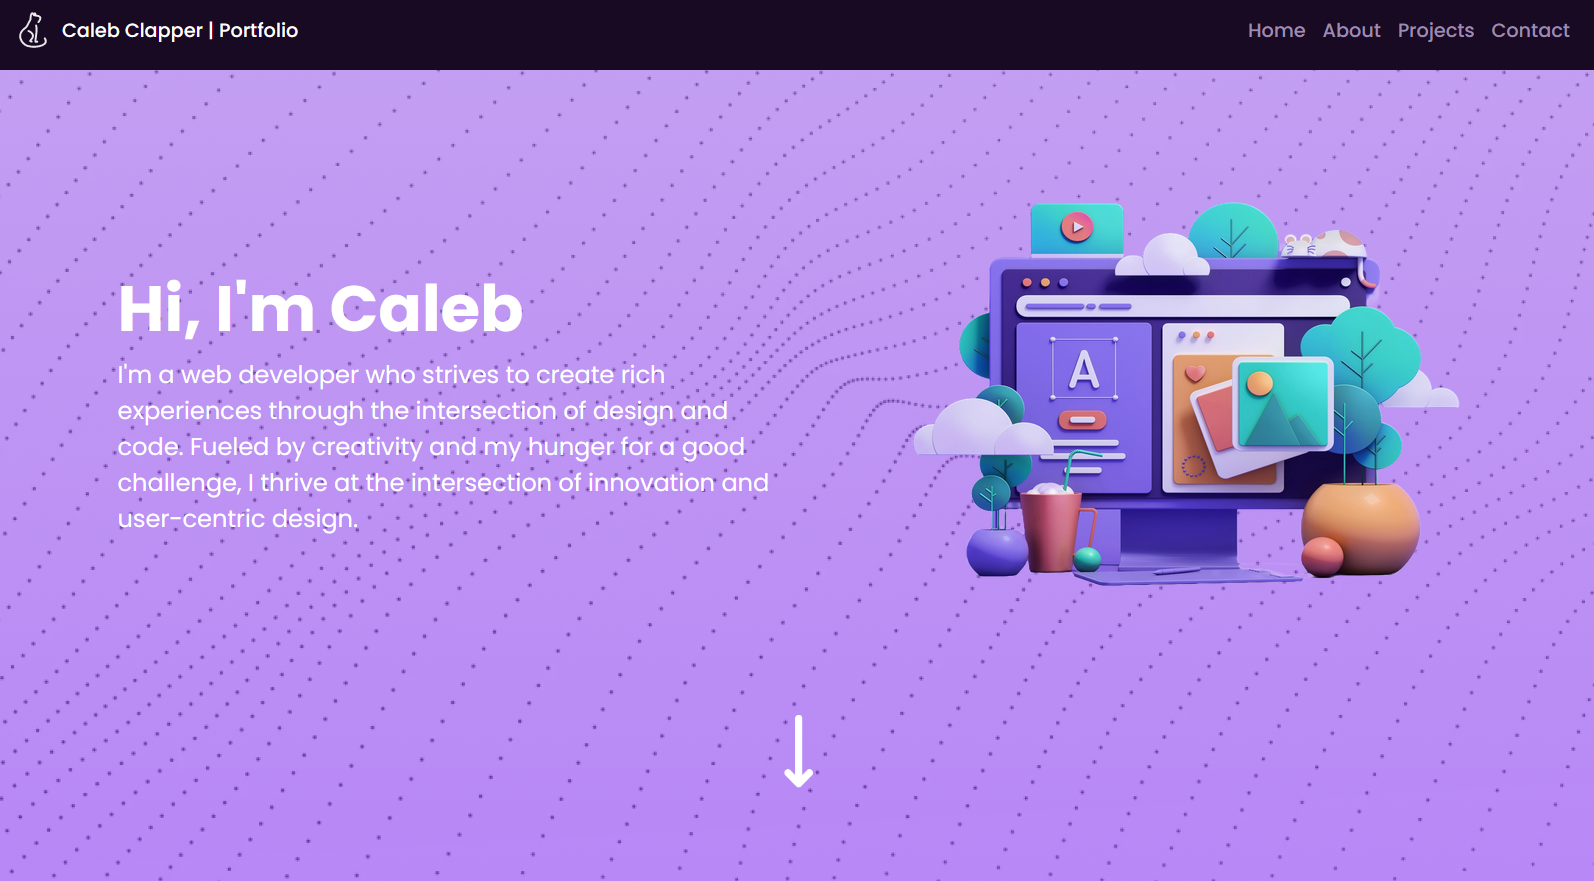 Caleb Clapper | Portfolio
Home About Projects Contact
Hi, I'm Caleb
I'm a web developer who strives to create rich
experiences through the intersection of design and
code. Fueled by creativity and my hunger for a good
challenge, I thrive at the intersection of innovation and
user-centric design.
A